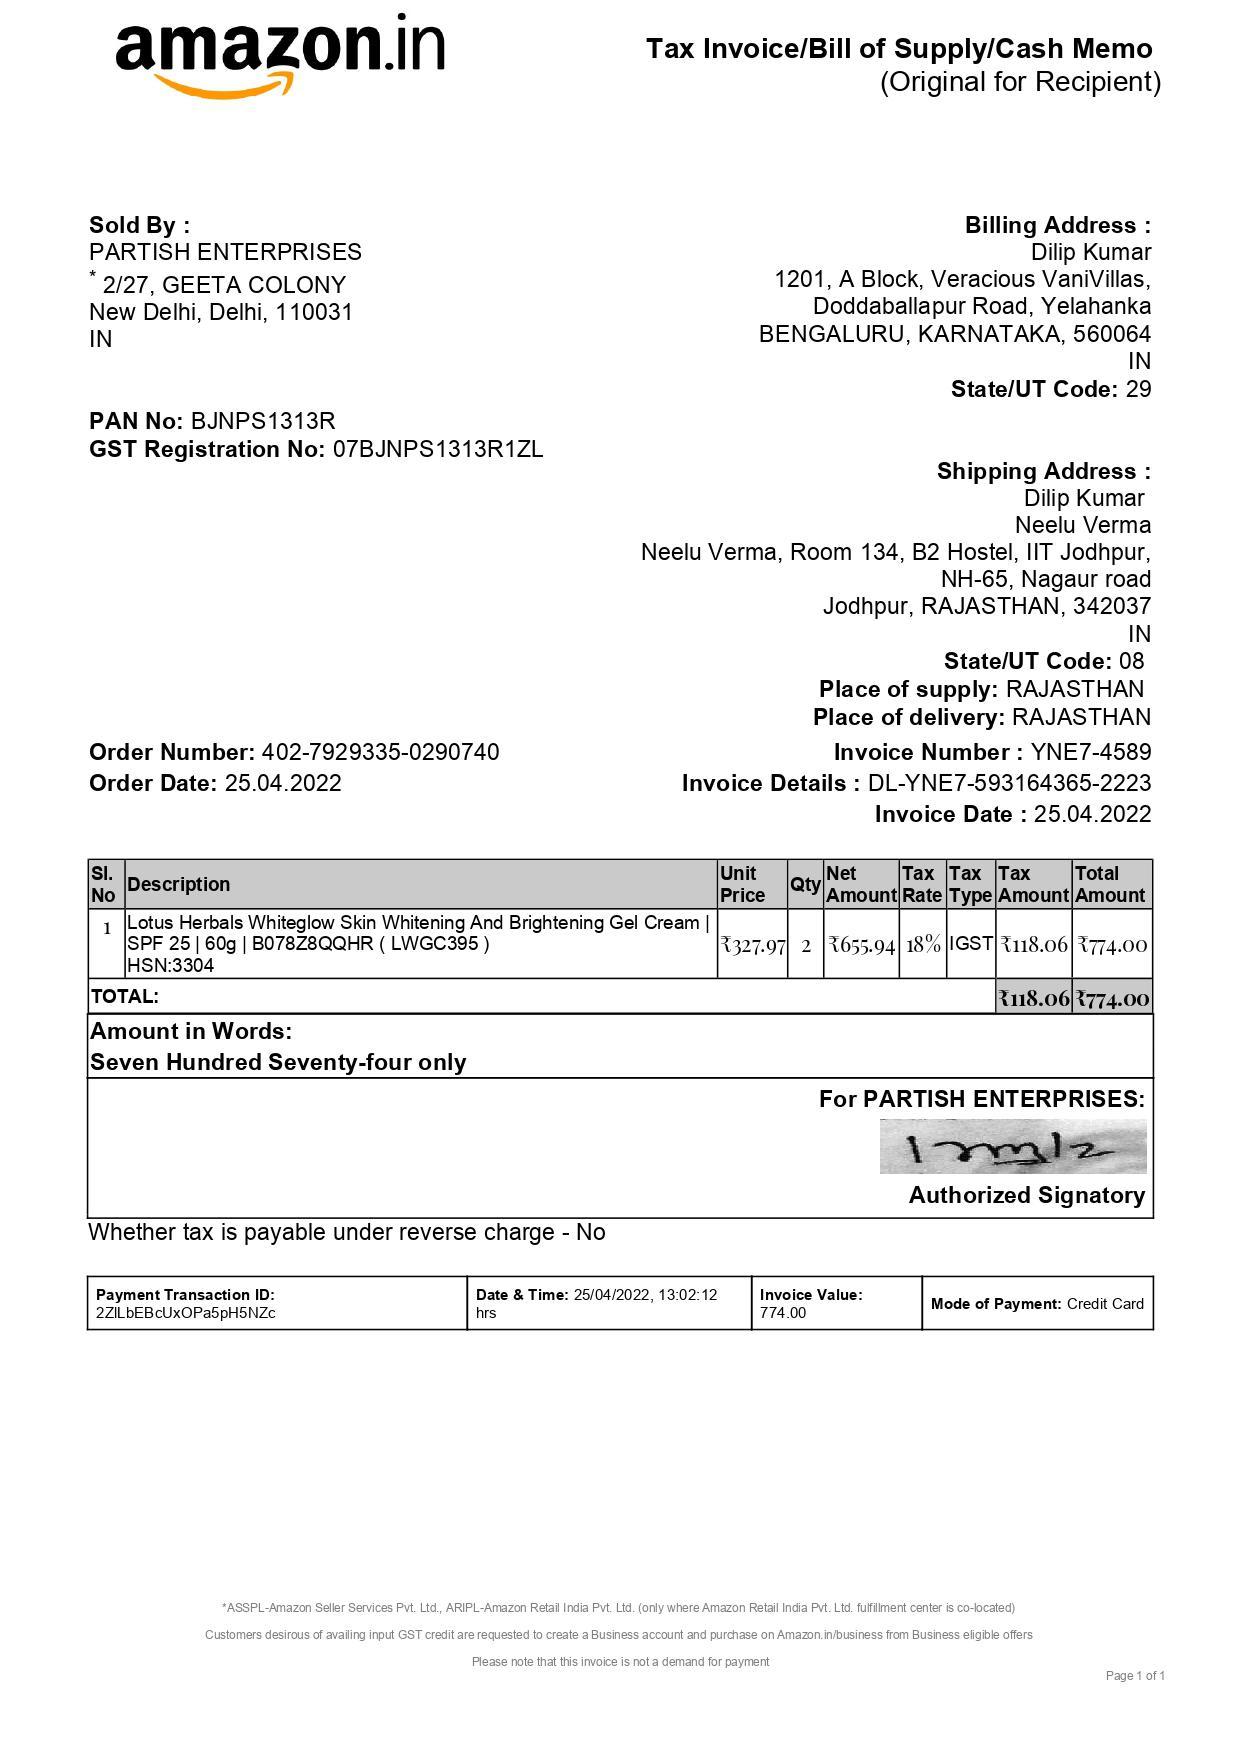 amazon.in
Tax Invoice/Bill of Supply/Cash Memo
(Original for Recipient)
Sold By :
PARTISH ENTERPRISES
* 2/27, GEETA COLONY
New Delhi, Delhi, 110031
IN
PAN No: BJNPS1313R
GST Registration No: 07BJNPS1313R1ZL
Billing Address :
Dilip Kumar
1201, A Block, Veracious VaniVillas,
Doddaballapur Road, Yelahanka
BENGALURU, KARNATAKA, 560064
IN
State/UT Code: 29
Shipping Address :
Dilip Kumar
Neelu Verma
Neelu Verma, Room 134, B2 Hostel, IIT Jodhpur,
NH-65, Nagaur road
Jodhpur, RAJASTHAN, 342037
IN
State/UT Code: 08
Place of supply: RAJASTHAN
Place of delivery: RAJASTHAN
Order Number: 402-7929335-0290740
Order Date: 25.04.2022
Invoice Number : YNE7-4589
Invoice Details : DL-YNE7-593164365-2223
Invoice Date : 25.04.2022
Sl. No Description Unit Price Qty Net Amount Tax Rate Tax Type Tax Amount Total Amount
1 Lotus Herbals Whiteglow Skin Whitening And Brightening Gel Cream |
SPF 25 | 60g | B078Z8QQHR ( LWGC395 )
HSN:3304
₹327.97 2 ₹655.94 18% IGST ₹118.06 ₹774.00
TOTAL: ₹118.06 ₹774.00
Amount in Words:
Seven Hundred Seventy-four only
For PARTISH ENTERPRISES:
Authorized Signatory
Whether tax is payable under reverse charge - No
Payment Transaction ID:
2ZlLbEBcUxOPa5pH5NZc
Date & Time: 25/04/2022, 13:02:12
hrs
Invoice Value:
774.00
Mode of Payment: Credit Card
*ASSPL-Amazon Seller Services Pvt. Ltd., ARIPL-Amazon Retail India Pvt. Ltd. (only where Amazon Retail India Pvt. Ltd. fulfillment center is co-located)
Customers desirous of availing input GST credit are requested to create a Business account and purchase on Amazon.in/business from Business eligible offers
Please note that this invoice is not a demand for payment
Page 1 of 1